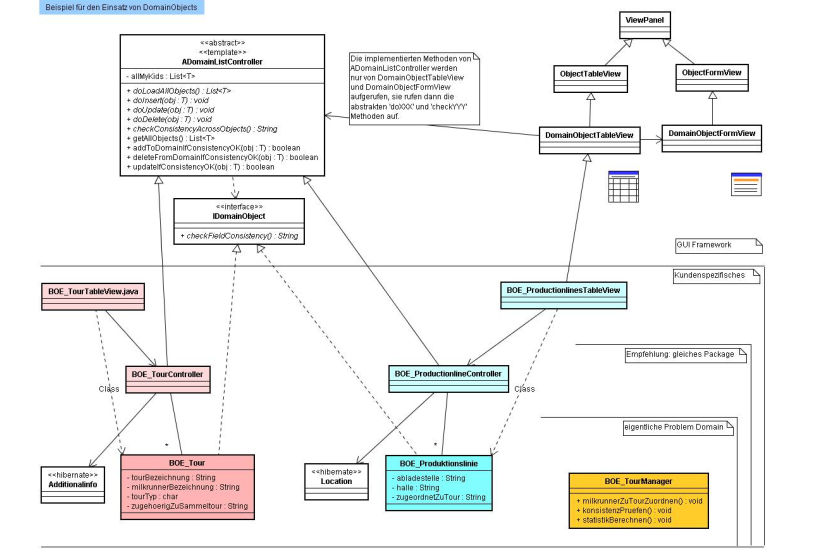 Beispiel für den Einsatz von DomainObjects
<<abstract>>
<<template>>
ADomainListController
- allMyKids : List<T>
+ doLoadAllObjects() : List<T>
+ doInsert(obj : T) : void
+ doUpdate(obj : T) : void
+ doDelete(obj : T) : void
+ checkConsistencyAcrossObjects() : String
+ getAllObjects() : List<T>
+ addToDomainIfConsistencyOK(obj : T) : boolean
+ deleteFromDomainIfConsistencyOK(obj : T) : boolean
+ updateIfConsistencyOK(obj : T) : boolean
Die implementierten Methoden von
ADomainListController werden
nur von DomainObjectTableView
und DomainObjectFormView
aufgerufen, sie rufen dann die
abstrakten 'doXXX' und 'checkYYY'
Methoden auf.
ViewPanel
ObjectTableView
ObjectFormView
DomainObjectTableView
DomainObjectFormView
<<interface>>
IDomainObject
+ checkFieldConsistency() : String
GUI Framework
Kundenspezifisches
BOE_TourTableView.java
BOE_ProductionlinesTableView
Empfehlung: gleiches Package
BOE_TourController
BOE_ProductionlineController
Class
Class
eigentliche Problem Domain
*
*
<<hibernate>>
Additionalinfo
BOE_Tour
- tourBezeichnung : String
- milkrunnerBezeichnung : String
- tourTyp : char
- zugehoerigZuSammeltour : String
<<hibernate>>
Location
BOE_Produktionslinie
- abladestelle : String
- halle : String
- zugeordnetZuTour : String
BOE_TourManager
+ milkrunnerZuTourZuordnen() : void
+ konsistenzPruefen() : void
+ statistikBerechnen() : void